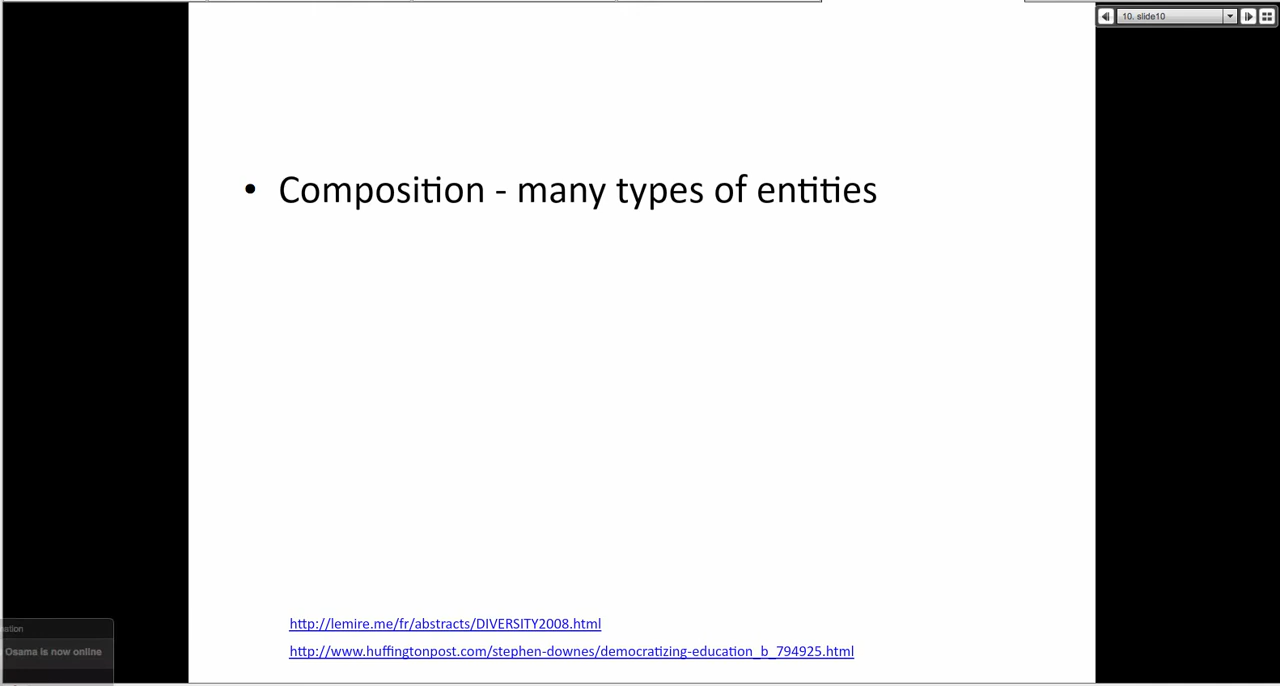 10. slide10
• Composition - many types of entities
http://lemire.me/fr/abstracts/DIVERSITY2008.html
http://www.huffingtonpost.com/stephen-downes/democratizing-education_b_794925.html
Osama is now online